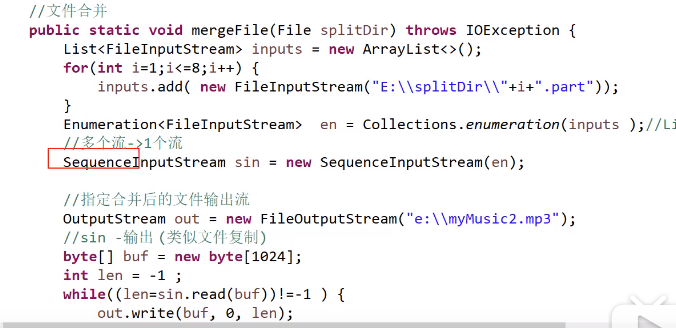 //文件合并
public static void mergeFile(File splitDir) throws IOException {
List<FileInputStream> inputs = new ArrayList<>();
for(int i=1;i<=8;i++) {
inputs.add( new FileInputStream("E:\\splitDir\\"+i+".part"));
}
Enumeration<FileInputStream>  en = Collections.enumeration(inputs );//Li
//多个流->1个流
SequenceInputStream sin = new SequenceInputStream(en);
//指定合并后的文件输出流
OutputStream out = new FileOutputStream("e:\\myMusic2.mp3");
//sin -输出 (类似文件复制)
byte[] buf = new byte[1024];
int len = -1 ;
while((len=sin.read(buf))!=-1 ) {
out.write(buf, 0, len);